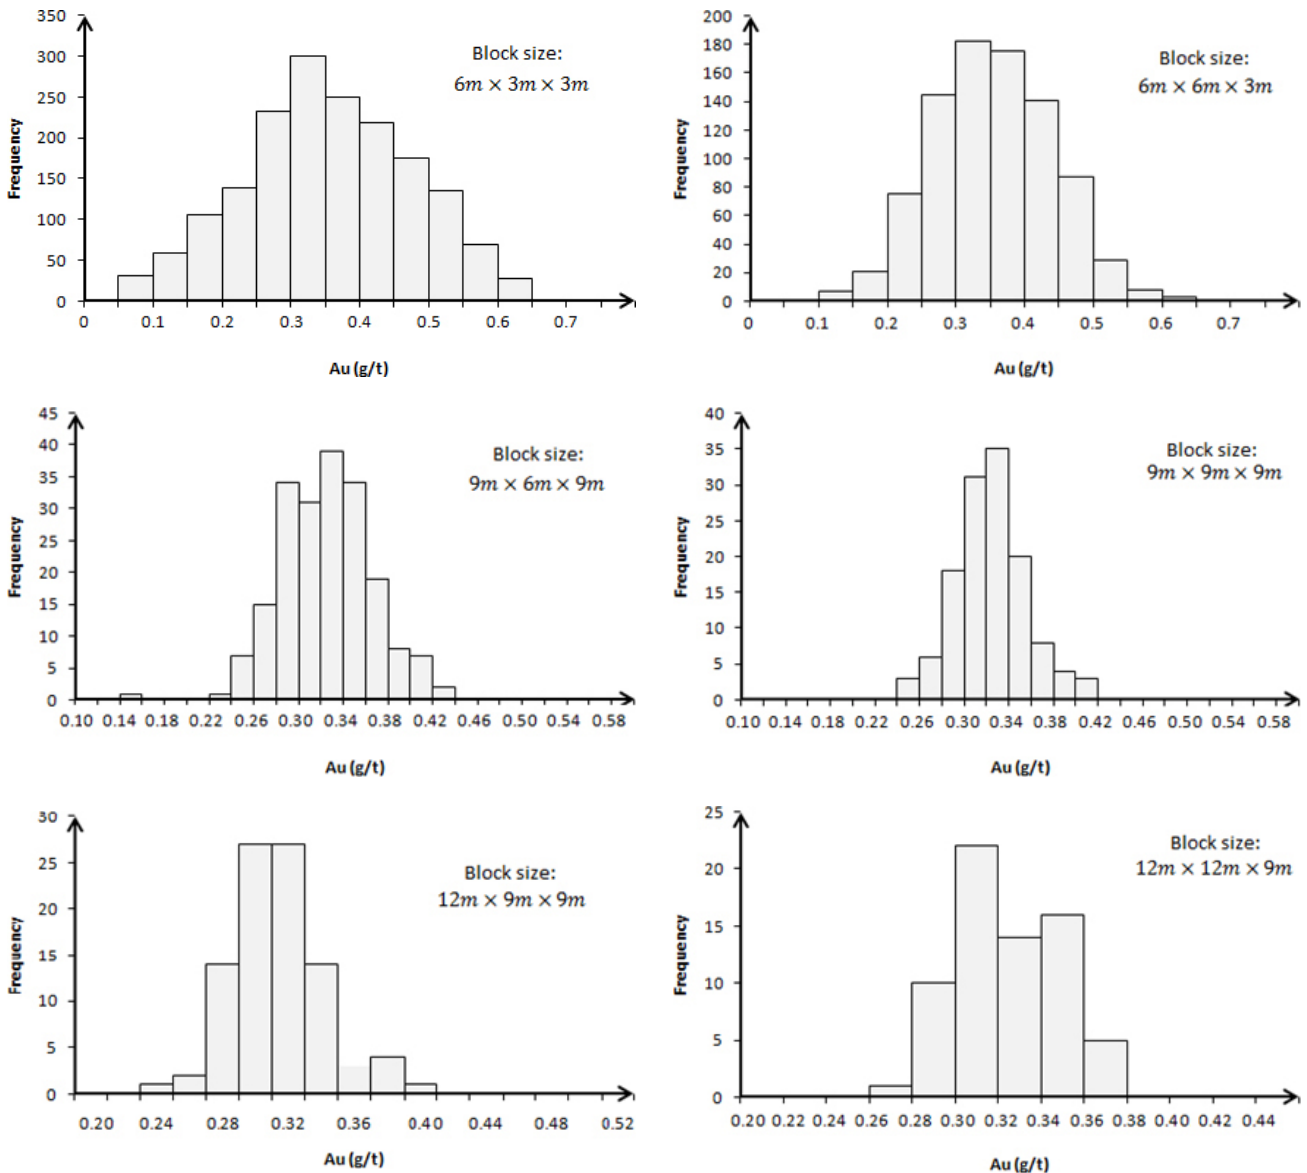 350
300
250
200
150
100
50
0
Frequency
Block size:
6m × 3m × 3m
0 0.1 0.2 0.3 0.4 0.5 0.6 0.7
Au (g/t)
200
180
160
140
120
100
80
60
40
20
0
Frequency
Block size:
6m × 6m × 3m
0 0.1 0.2 0.3 0.4 0.5 0.6 0.7
Au (g/t)
45
40
35
30
25
20
15
10
5
0
Frequency
Block size:
9m × 6m × 9m
0.10 0.14 0.18 0.22 0.26 0.30 0.34 0.38 0.42 0.46 0.50 0.54 0.58
Au (g/t)
40
35
30
25
20
15
10
5
0
Frequency
Block size:
9m × 9m × 9m
0.10 0.14 0.18 0.22 0.26 0.30 0.34 0.38 0.42 0.46 0.50 0.54 0.58
Au (g/t)
30
25
20
15
10
5
0
Frequency
Block size:
12m × 9m × 9m
0.20 0.24 0.28 0.32 0.36 0.40 0.44 0.48 0.52
Au (g/t)
25
20
15
10
5
0
Frequency
Block size:
12m × 12m × 9m
0.20 0.22 0.24 0.26 0.28 0.30 0.32 0.34 0.36 0.38 0.40 0.42 0.44
Au (g/t)